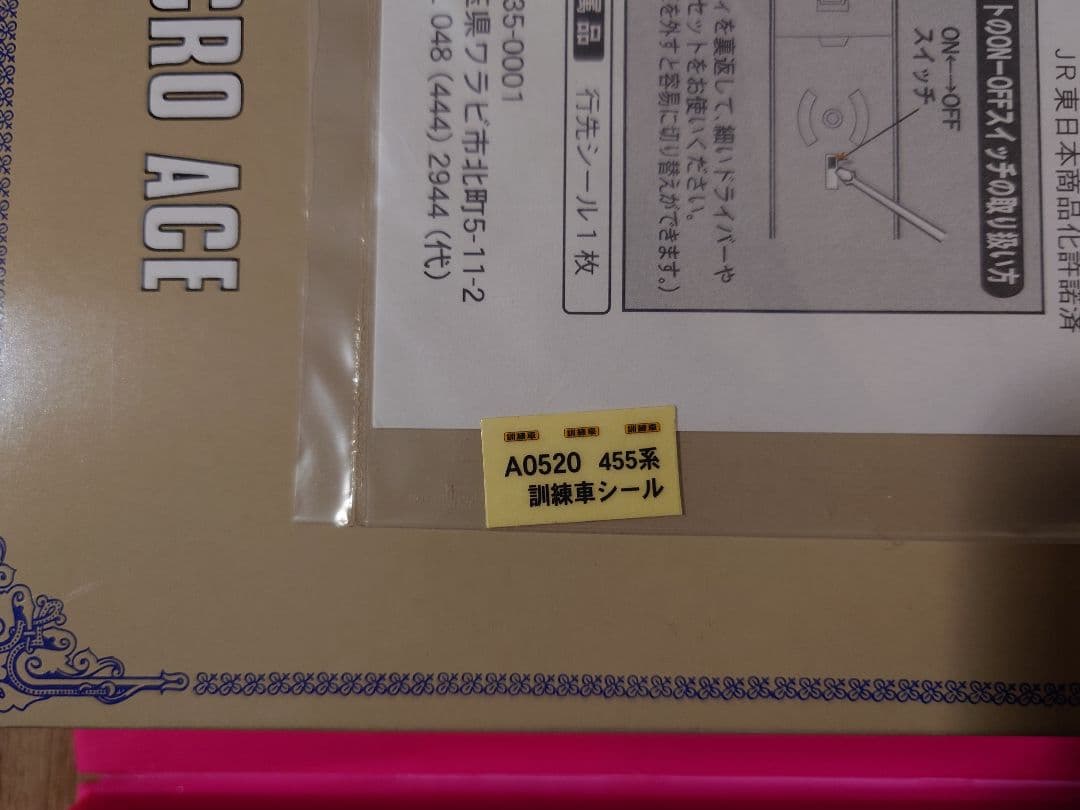 訓練車 訓練車 訓練車
A0520 455系
訓練車シール
JR東日本商品化許諾済
トのON-OFFスイッチの取り扱い方
ON←→OFF
スイッチ
ィを裏返して、細いドライバーや
セットをお使いください。
を外すと容易に切り替えができます。)
属品 行先シール1枚
35-0001
県ワラビ市北町5-11-2
048 (444) 2944 (代)
CRO ACE